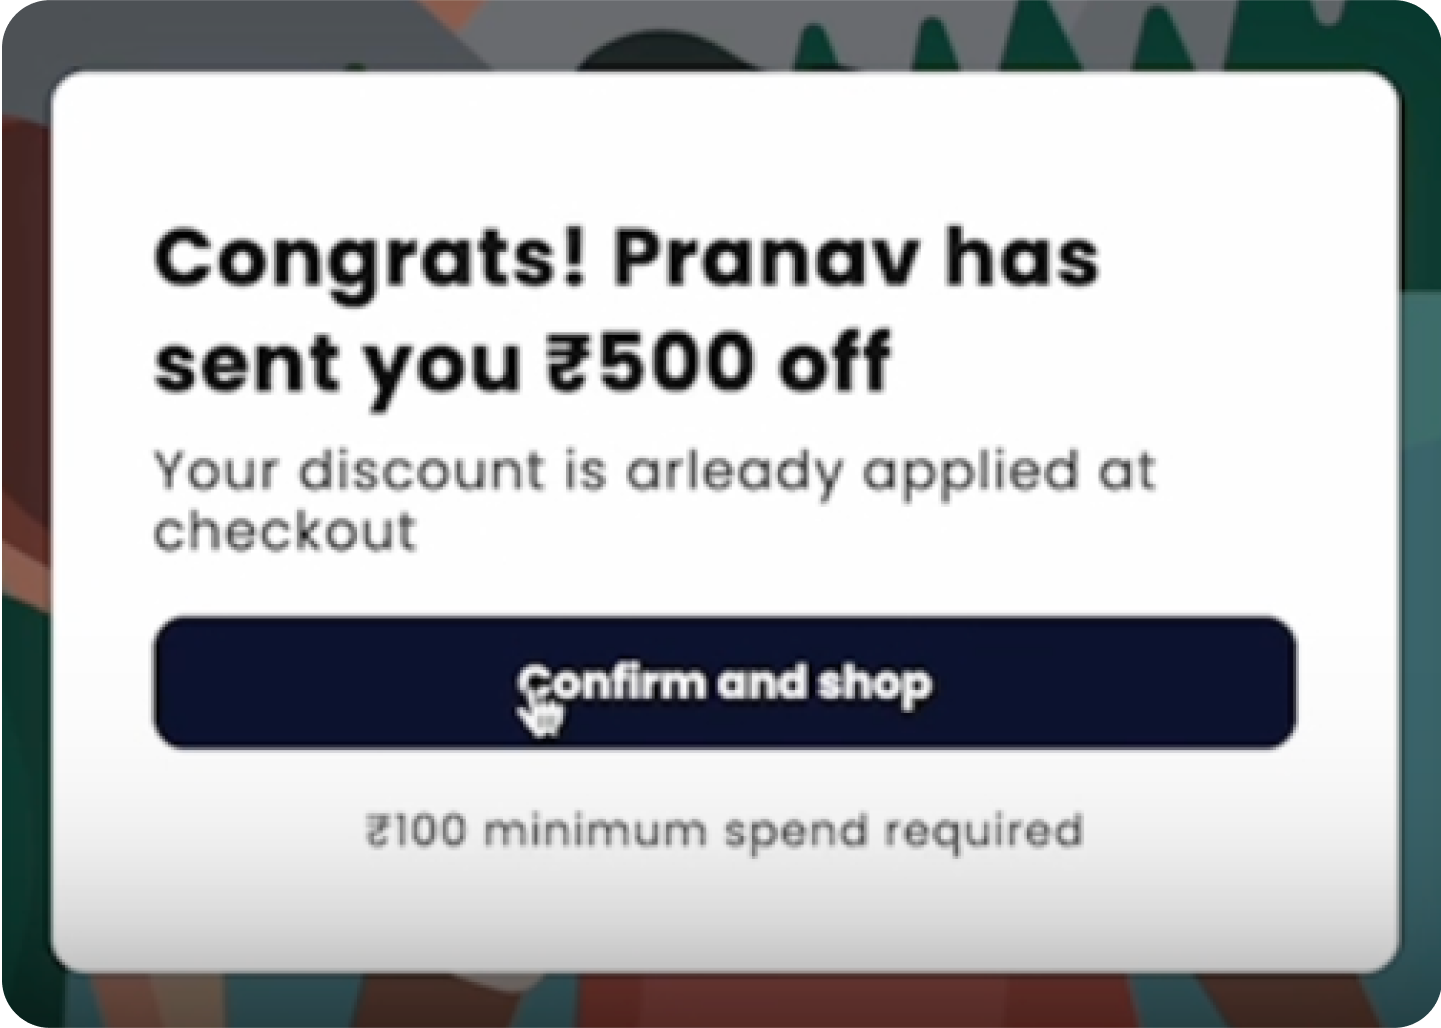 Congrats! Pranav has
sent you ₹500 off
Your discount is arleady applied at
checkout
Confirm and shop
₹100 minimum spend required